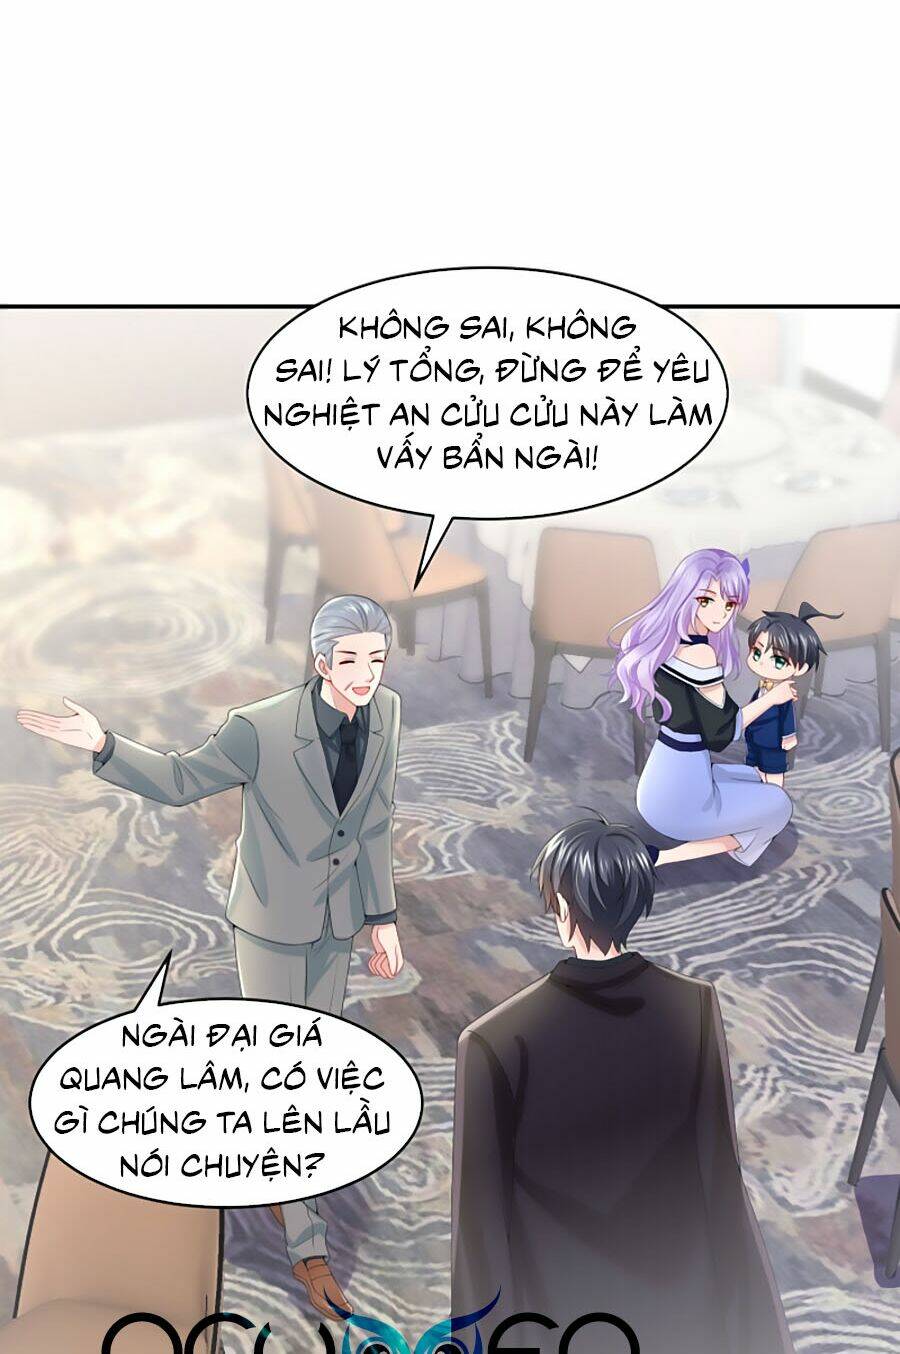 KHÔNG SAI, KHÔNG
SAI! LÝ TỔNG, ĐỪNG ĐỂ YÊU
NGHIỆT AN CỬU CỬU NÀY LÀM
VẤY BẨN NGÀI!
NGÀI ĐẠI GIÁ
QUANG LÂM, CÓ VIỆC
GÌ CHÚNG TA LÊN LẦU
NÓI CHUYỆN?